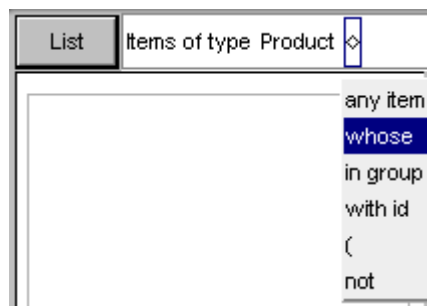 List Items of type Product ◇
any item
whose
in group
with id
(
not